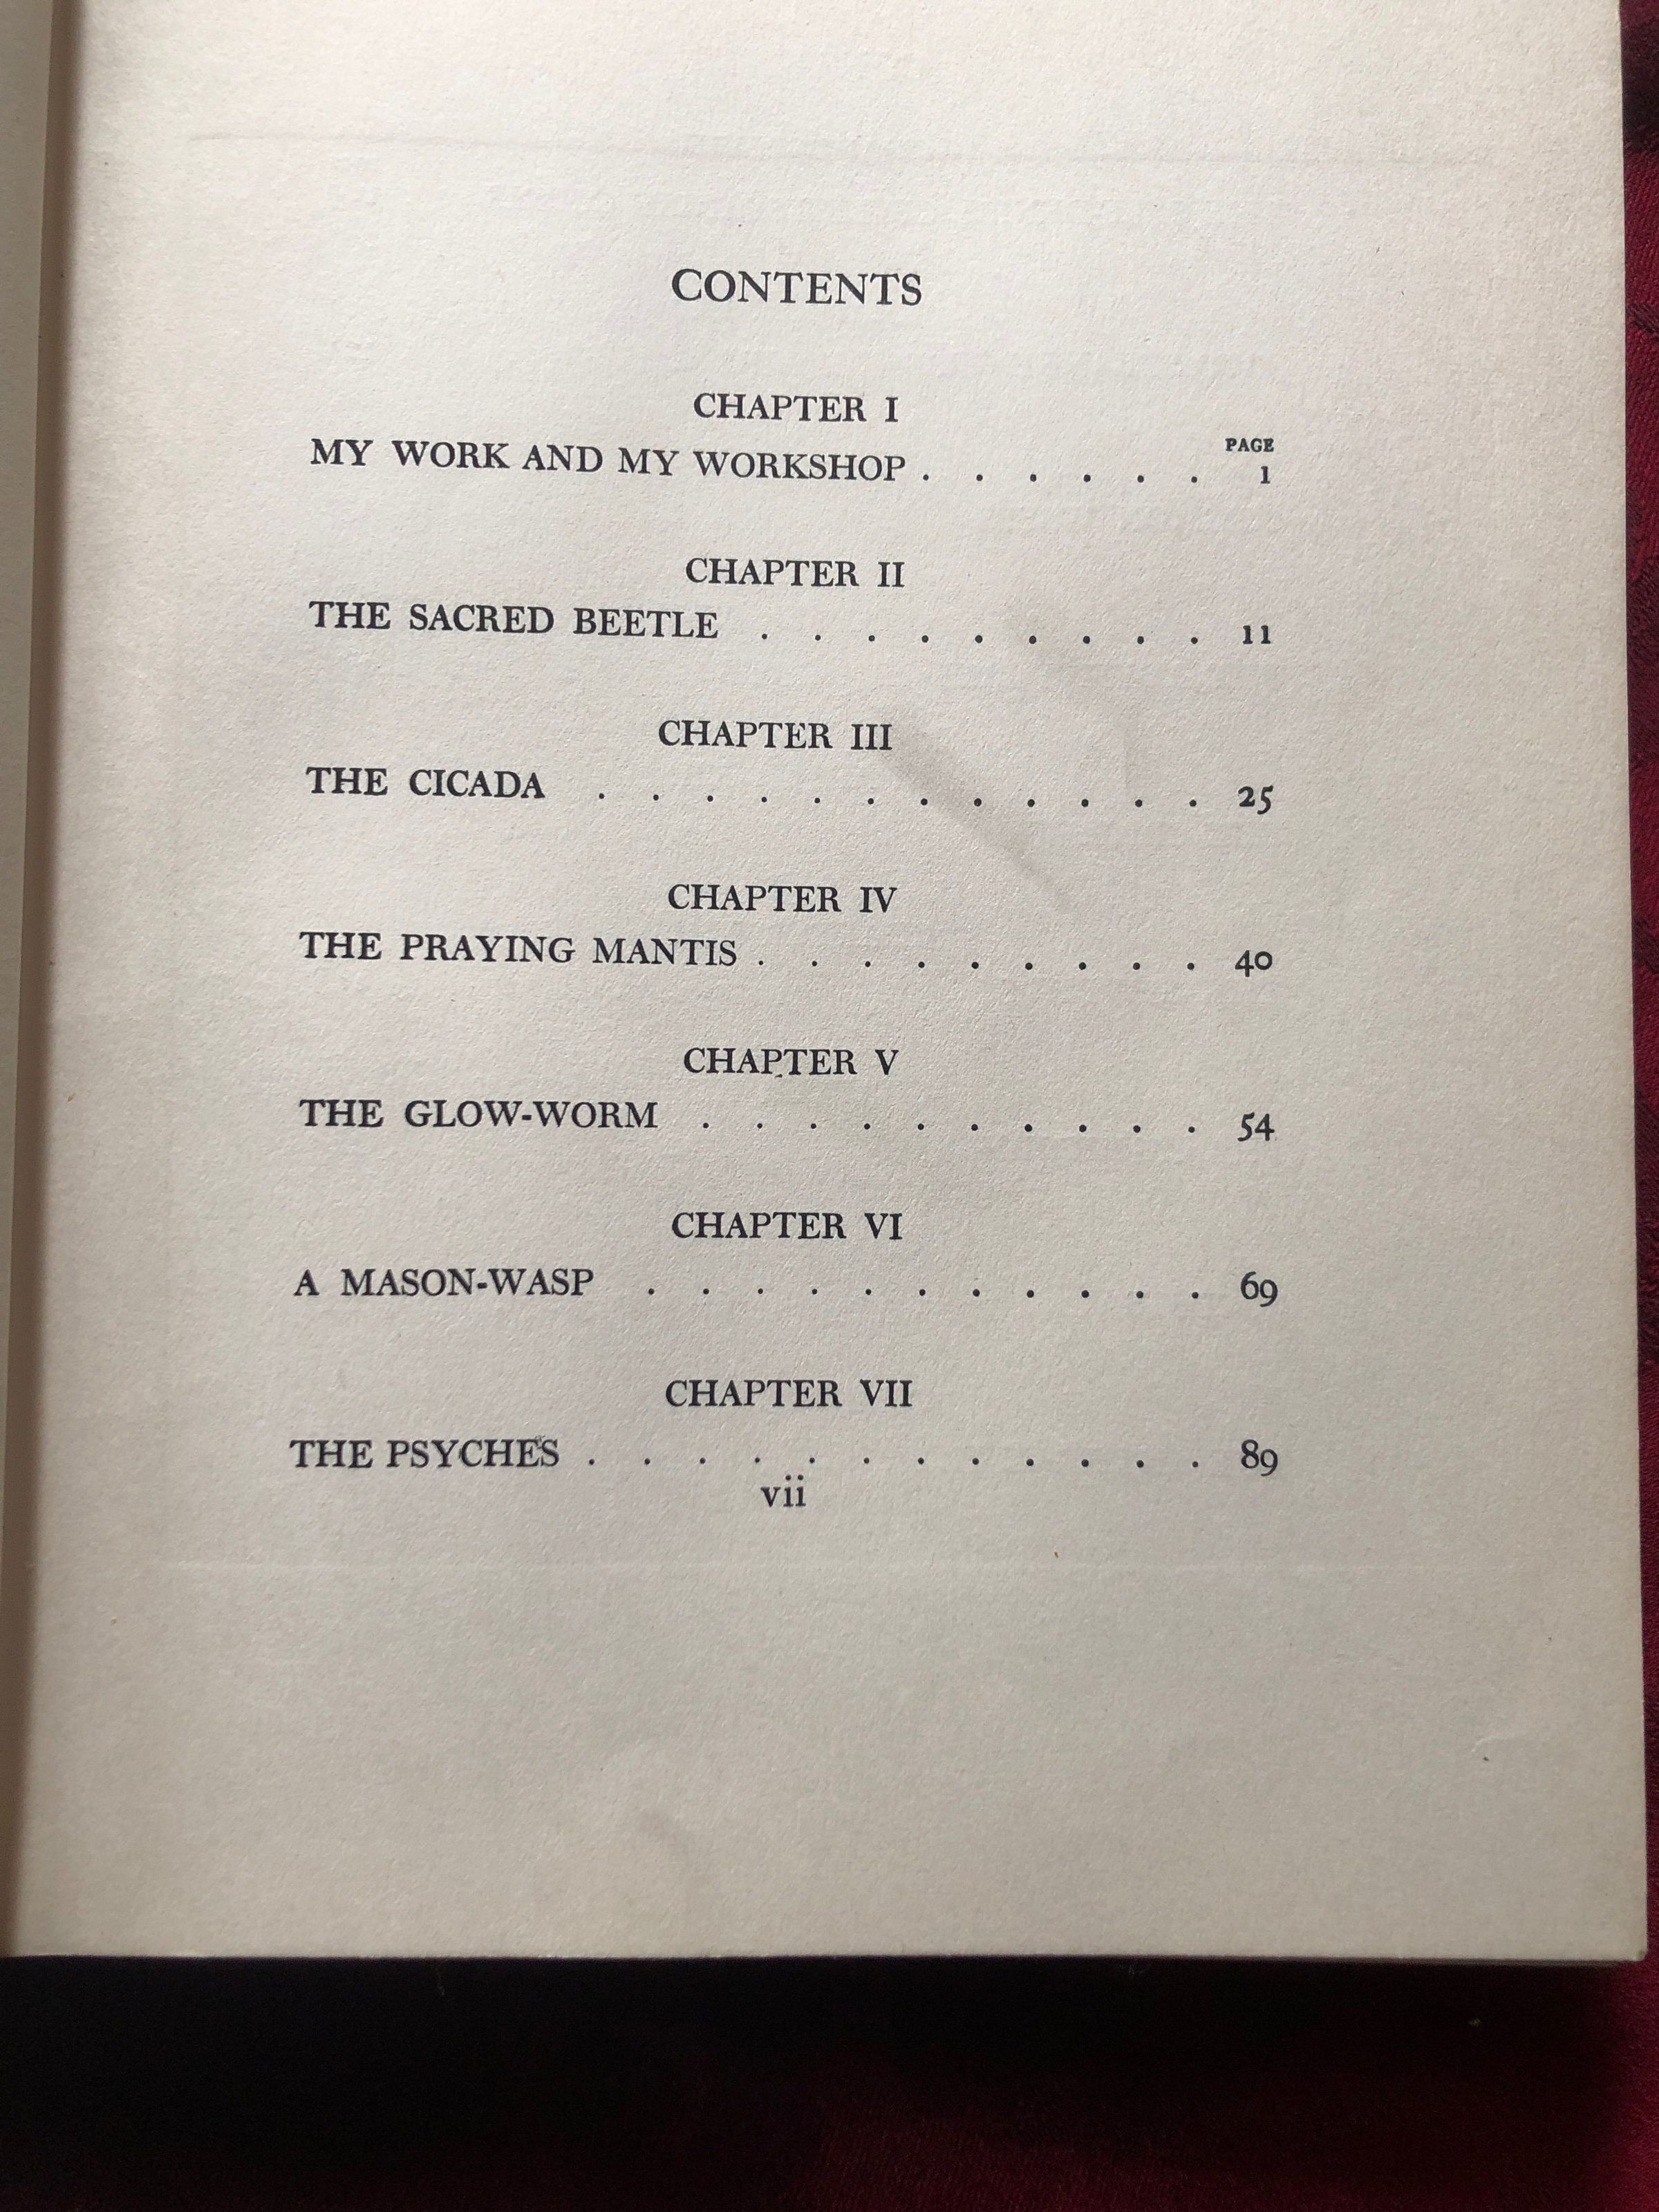 CONTENTS
CHAPTER I
PAGE
MY WORK AND MY WORKSHOP . . . . . . 1
CHAPTER II
THE SACRED BEETLE . . . . . . . . . 11
CHAPTER III
THE CICADA . . . . . . . . . . . . 25
CHAPTER IV
THE PRAYING MANTIS . . . . . . . . . 40
CHAPTER V
THE GLOW-WORM . . . . . . . . . . 54
CHAPTER VI
A MASON-WASP . . . . . . . . . . . 69
CHAPTER VII
THE PSYCHES . . . . . . . . . . . . 89
vii